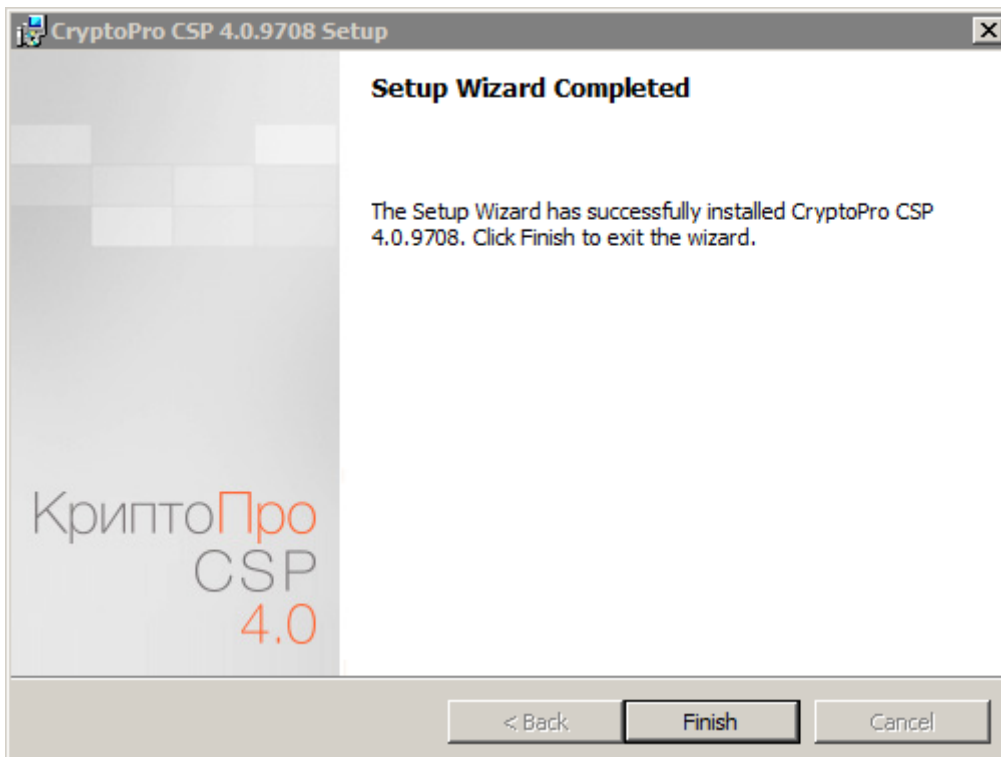 CryptoPro CSP 4.0.9708 Setup
Setup Wizard Completed
The Setup Wizard has successfully installed CryptoPro CSP
4.0.9708. Click Finish to exit the wizard.
КриптоПро
CSP
4.0
< Back
Finish
Cancel